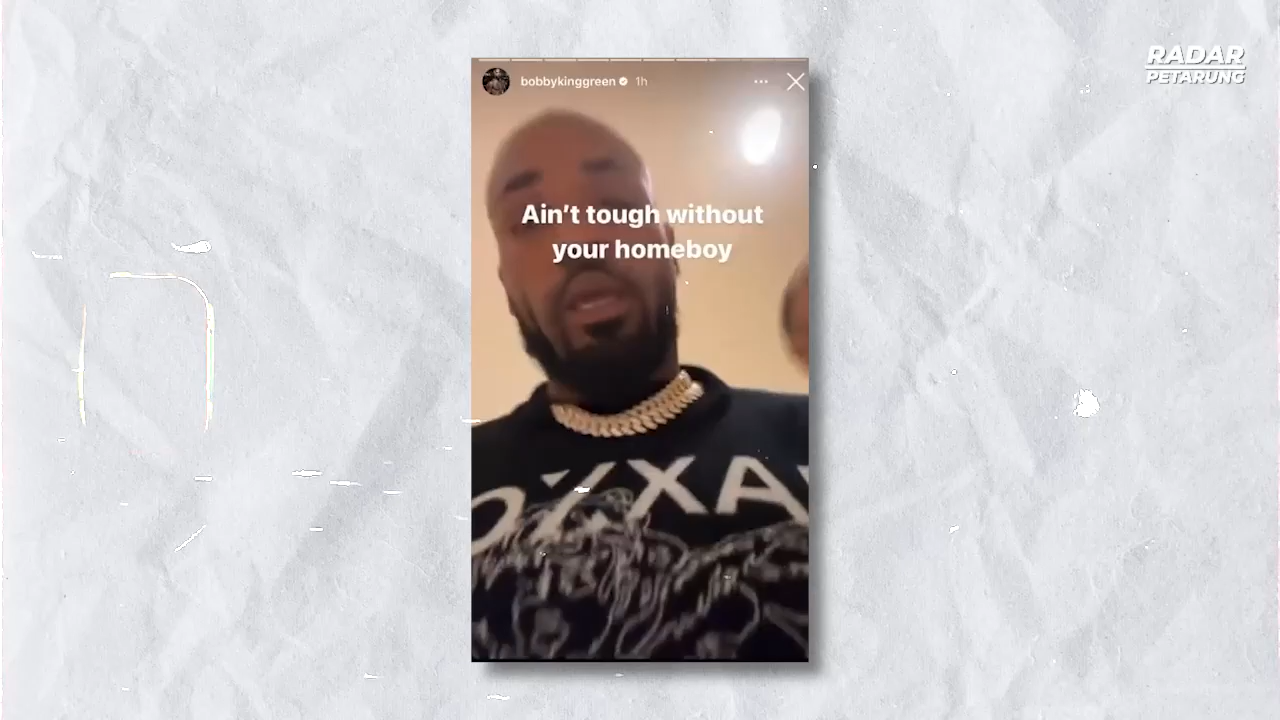 RADAR
PETARUNG
bobbykinggreen 1h
Ain't tough without
your homeboy